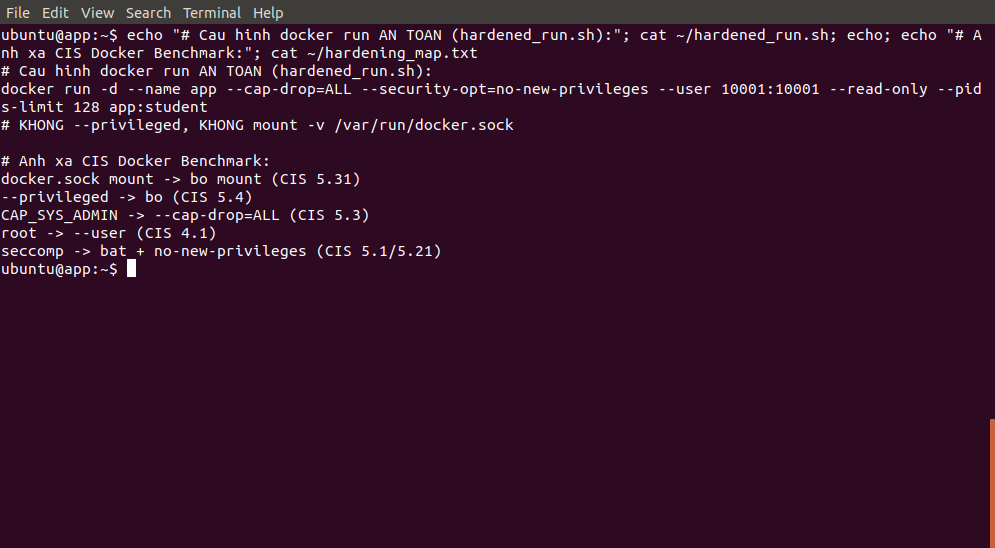 File Edit View Search Terminal Help
ubuntu@app:~$ echo "# Cau hinh docker run AN TOAN (hardened_run.sh):"; cat ~/hardened_run.sh; echo; echo "# A
nh xa CIS Docker Benchmark:"; cat ~/hardening_map.txt
# Cau hinh docker run AN TOAN (hardened_run.sh):
docker run -d --name app --cap-drop=ALL --security-opt=no-new-privileges --user 10001:10001 --read-only --pid
s-limit 128 app:student
# KHONG --privileged, KHONG mount -v /var/run/docker.sock

# Anh xa CIS Docker Benchmark:
docker.sock mount -> bo mount (CIS 5.31)
--privileged -> bo (CIS 5.4)
CAP_SYS_ADMIN -> --cap-drop=ALL (CIS 5.3)
root -> --user (CIS 4.1)
seccomp -> bat + no-new-privileges (CIS 5.1/5.21)
ubuntu@app:~$